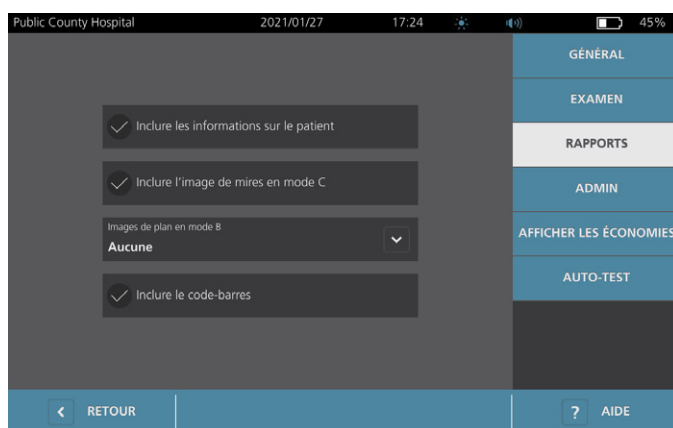 Public County Hospital 2021/01/27 17:24 45%
GÉNÉRAL
EXAMEN
RAPPORTS
ADMIN
AFFICHER LES ÉCONOMIES
AUTO-TEST
Inclure les informations sur le patient
Inclure l'image de mires en mode C
Images de plan en mode B
Aucune
Inclure le code-barres
RETOUR
? AIDE